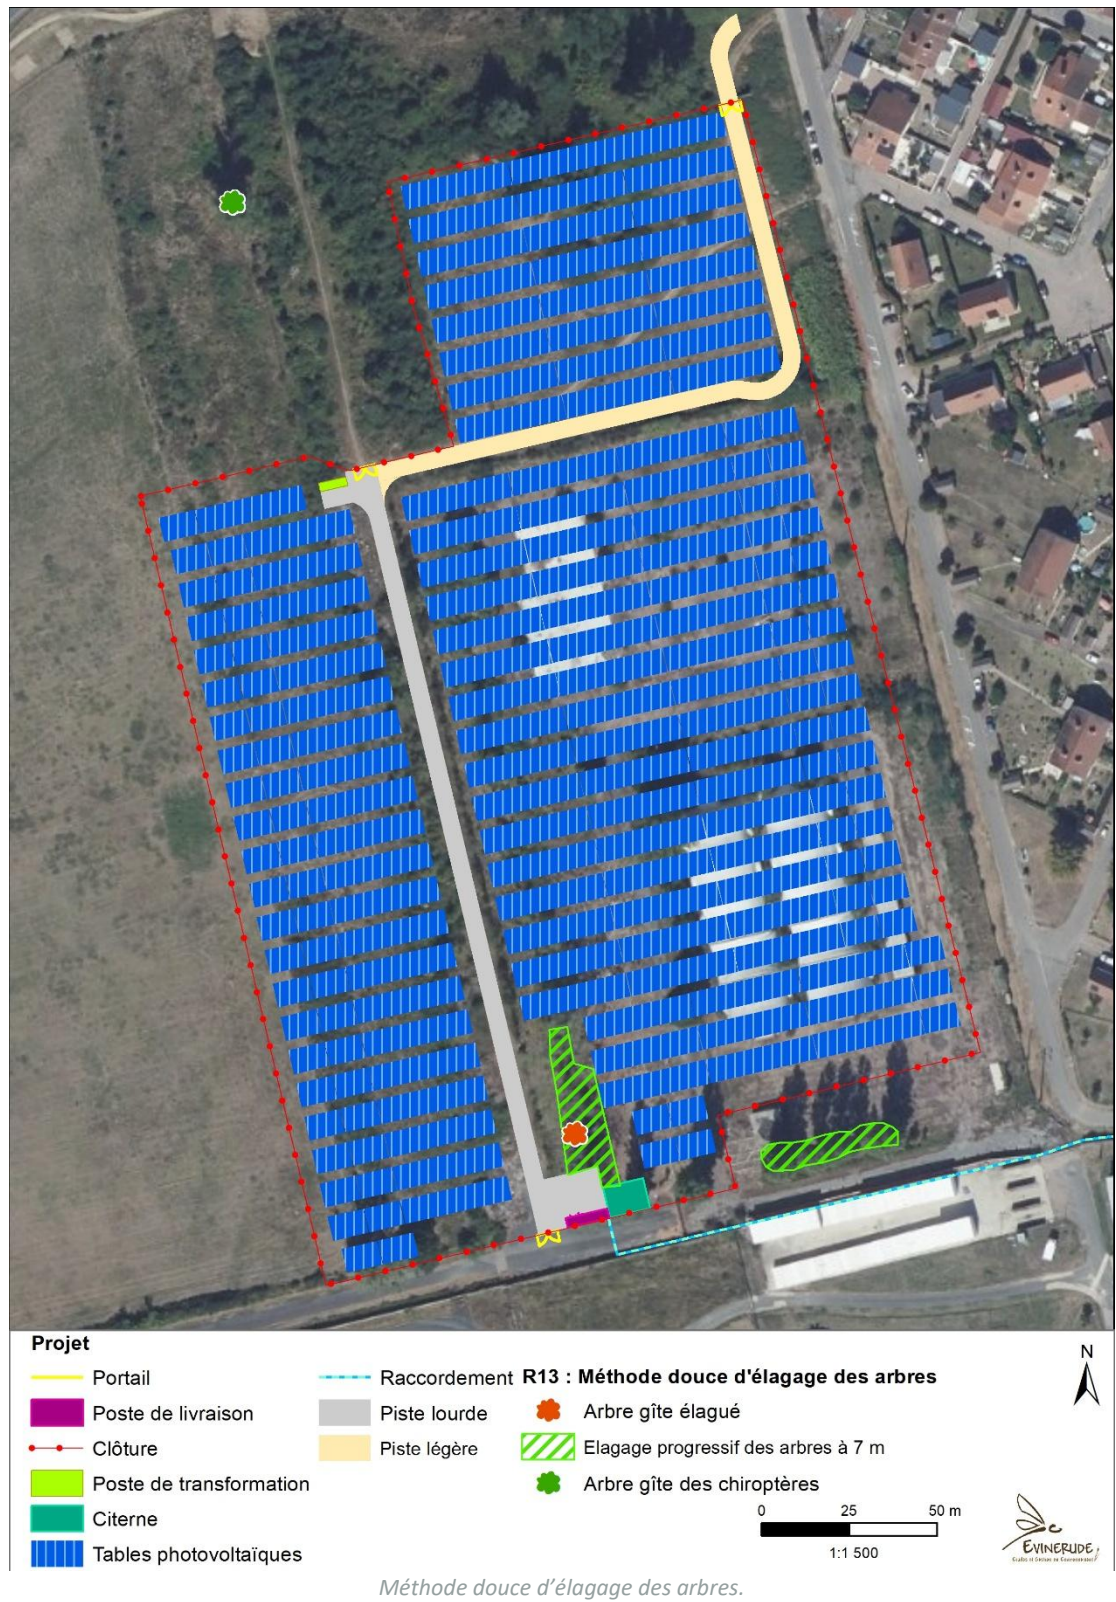 Projet
Portail
Poste de livraison
Clôture
Poste de transformation
Citerne
Tables photovoltaïques
Raccordement
Piste lourde
Piste légère
R13 : Méthode douce d'élagage des arbres
Arbre gîte élagué
Elagage progressif des arbres à 7 m
Arbre gîte des chiroptères
N
0 25 50 m
1:1 500
EVINERUDE
Méthode douce d'élagage des arbres.